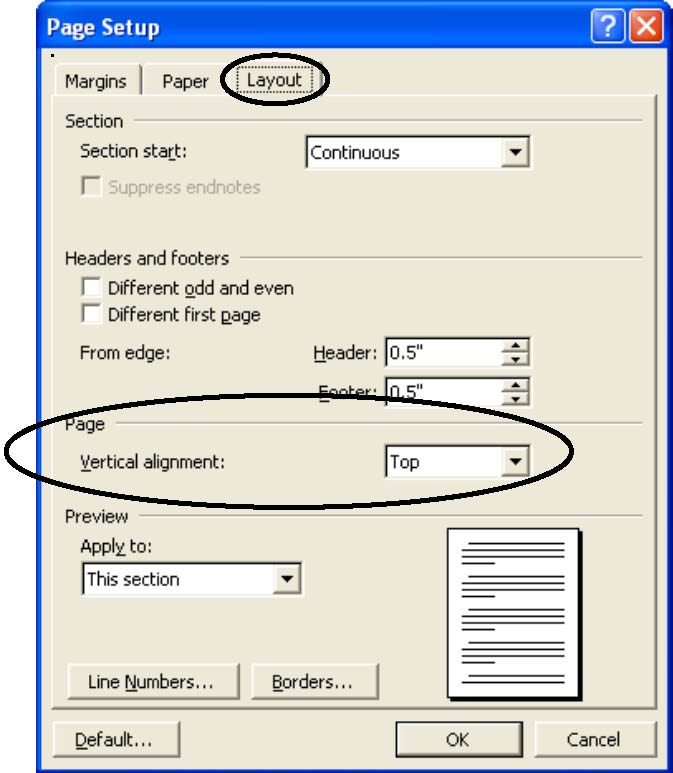 Page Setup
Margins Paper Layout
Section
Section start: Continuous
Suppress endnotes
Headers and footers
Different odd and even
Different first page
From edge: Header: 0.5"
Footer: 0.5"
Page
Vertical alignment: Top
Preview
Apply to:
This section
Line Numbers... Borders...
Default... OK Cancel